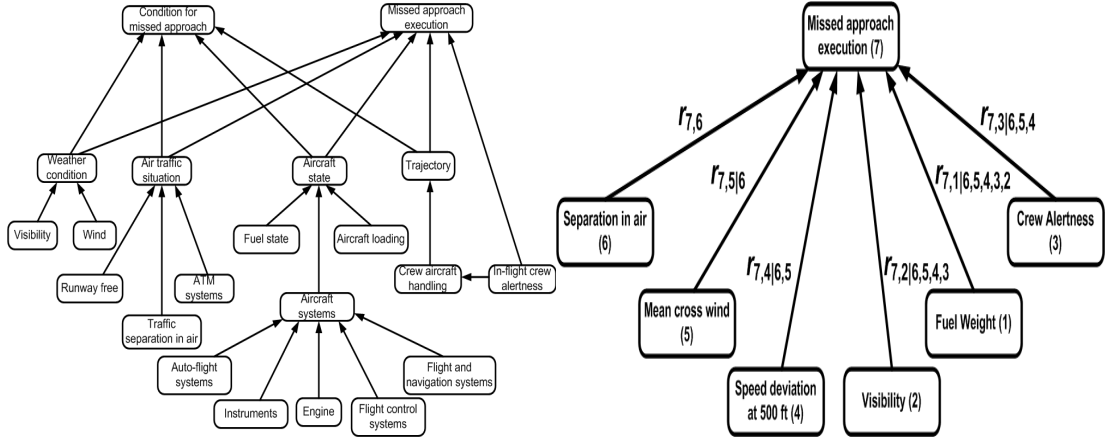 Condition for
missed approach
Missed approach
execution
Weather
condition
Air traffic
situation
Aircraft
state
Trajectory
Visibility
Wind
Fuel state
Aircraft loading
Runway free
ATM
systems
Crew aircraft
handling
In-flight crew
alertness
Traffic
separation in air
Aircraft
systems
Auto-flight
systems
Flight and
navigation systems
Instruments
Engine
Flight control
systems
Missed approach
execution (7)
r7,6
r7,5|6
r7,4|6,5
r7,2|6,5,4,3
r7,1|6,5,4,3,2
r7,3|6,5,4
Separation in air
(6)
Crew Alertness
(3)
Mean cross wind
(5)
Fuel Weight (1)
Speed deviation
at 500 ft (4)
Visibility (2)